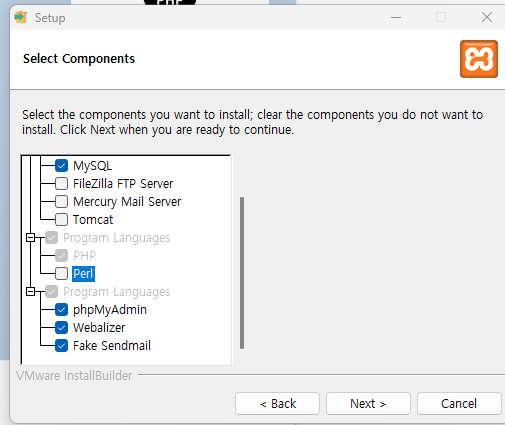 PHP
Setup
Select Components
Select the components you want to install; clear the components you do not want to
install. Click Next when you are ready to continue.
MySQL
FileZilla FTP Server
Mercury Mail Server
Tomcat
Program Languages
PHP
Perl
Program Languages
phpMyAdmin
Webalizer
Fake Sendmail
VMware InstallBuilder
< Back
Next >
Cancel